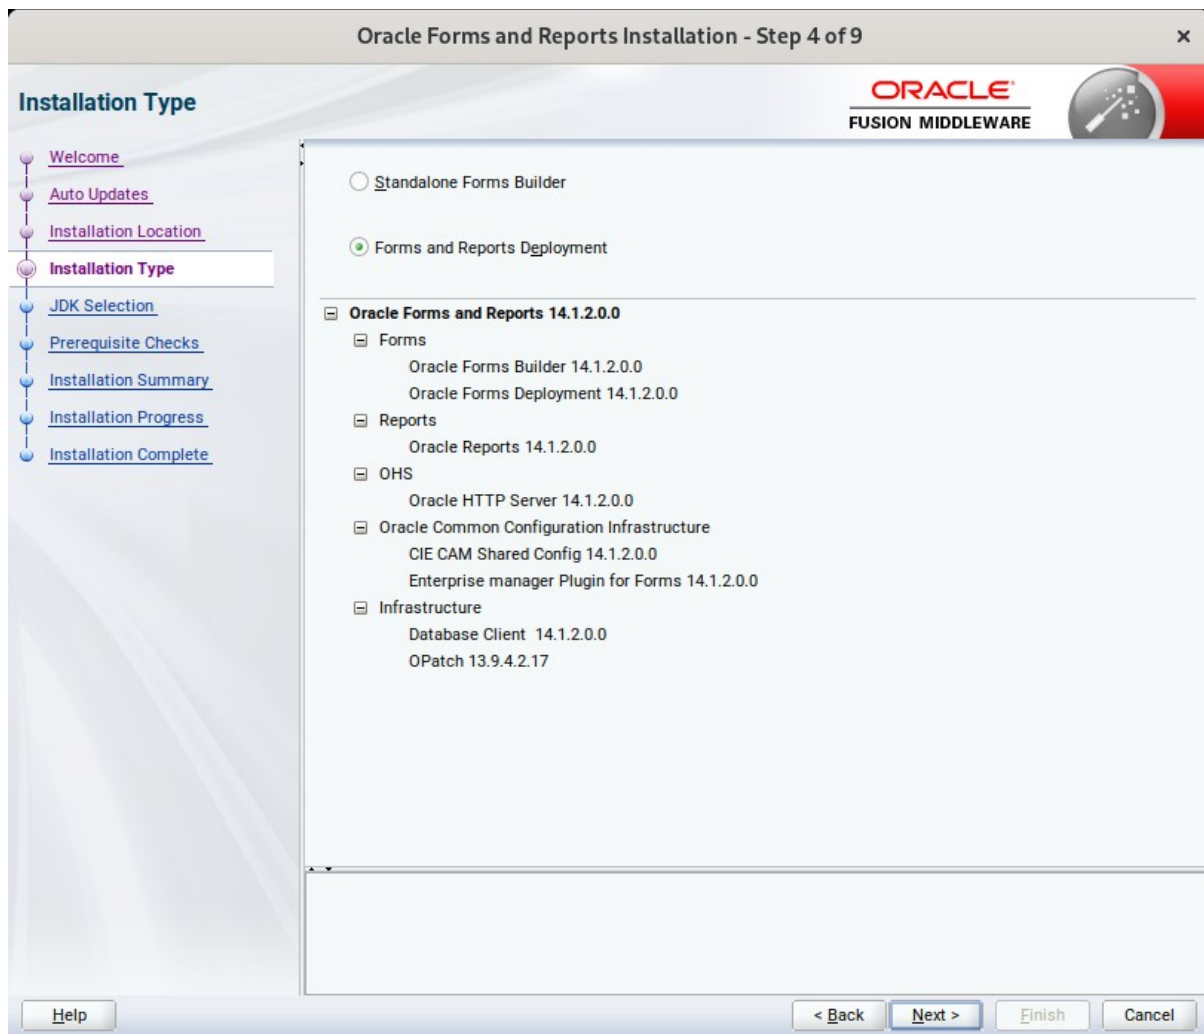 Oracle Forms and Reports Installation - Step 4 of 9
Installation Type
ORACLE
FUSION MIDDLEWARE
Welcome
Auto Updates
Installation Location
Installation Type
JDK Selection
Prerequisite Checks
Installation Summary
Installation Progress
Installation Complete
Standalone Forms Builder
Forms and Reports Deployment
Oracle Forms and Reports 14.1.2.0.0
Forms
Oracle Forms Builder 14.1.2.0.0
Oracle Forms Deployment 14.1.2.0.0
Reports
Oracle Reports 14.1.2.0.0
OHS
Oracle HTTP Server 14.1.2.0.0
Oracle Common Configuration Infrastructure
CIE CAM Shared Config 14.1.2.0.0
Enterprise manager Plugin for Forms 14.1.2.0.0
Infrastructure
Database Client  14.1.2.0.0
OPatch 13.9.4.2.17
Help
< Back
Next >
Finish
Cancel